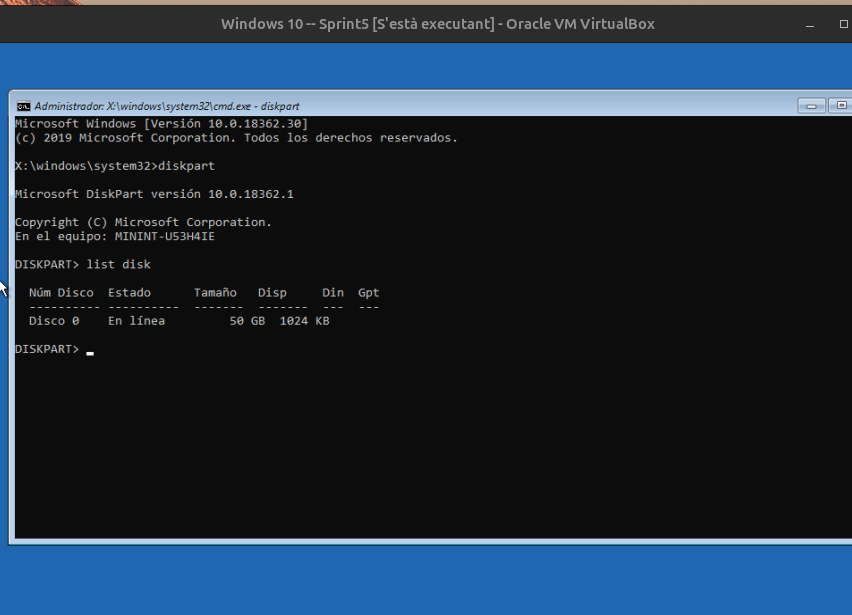 Windows 10 -- Sprint5 [S'està executant] - Oracle VM VirtualBox
Administrador: X:\windows\system32\cmd.exe - diskpart
Microsoft Windows [Versión 10.0.18362.30]
(c) 2019 Microsoft Corporation. Todos los derechos reservados.
X:\windows\system32>diskpart
Microsoft DiskPart versión 10.0.18362.1
Copyright (C) Microsoft Corporation.
En el equipo: MININT-U53H4IE
DISKPART> list disk
Núm Disco  Estado      Tamaño   Disp     Din  Gpt
---------- ----------  -------  -------  ---  ---
Disco 0    En línea         50 GB  1024 KB
DISKPART>